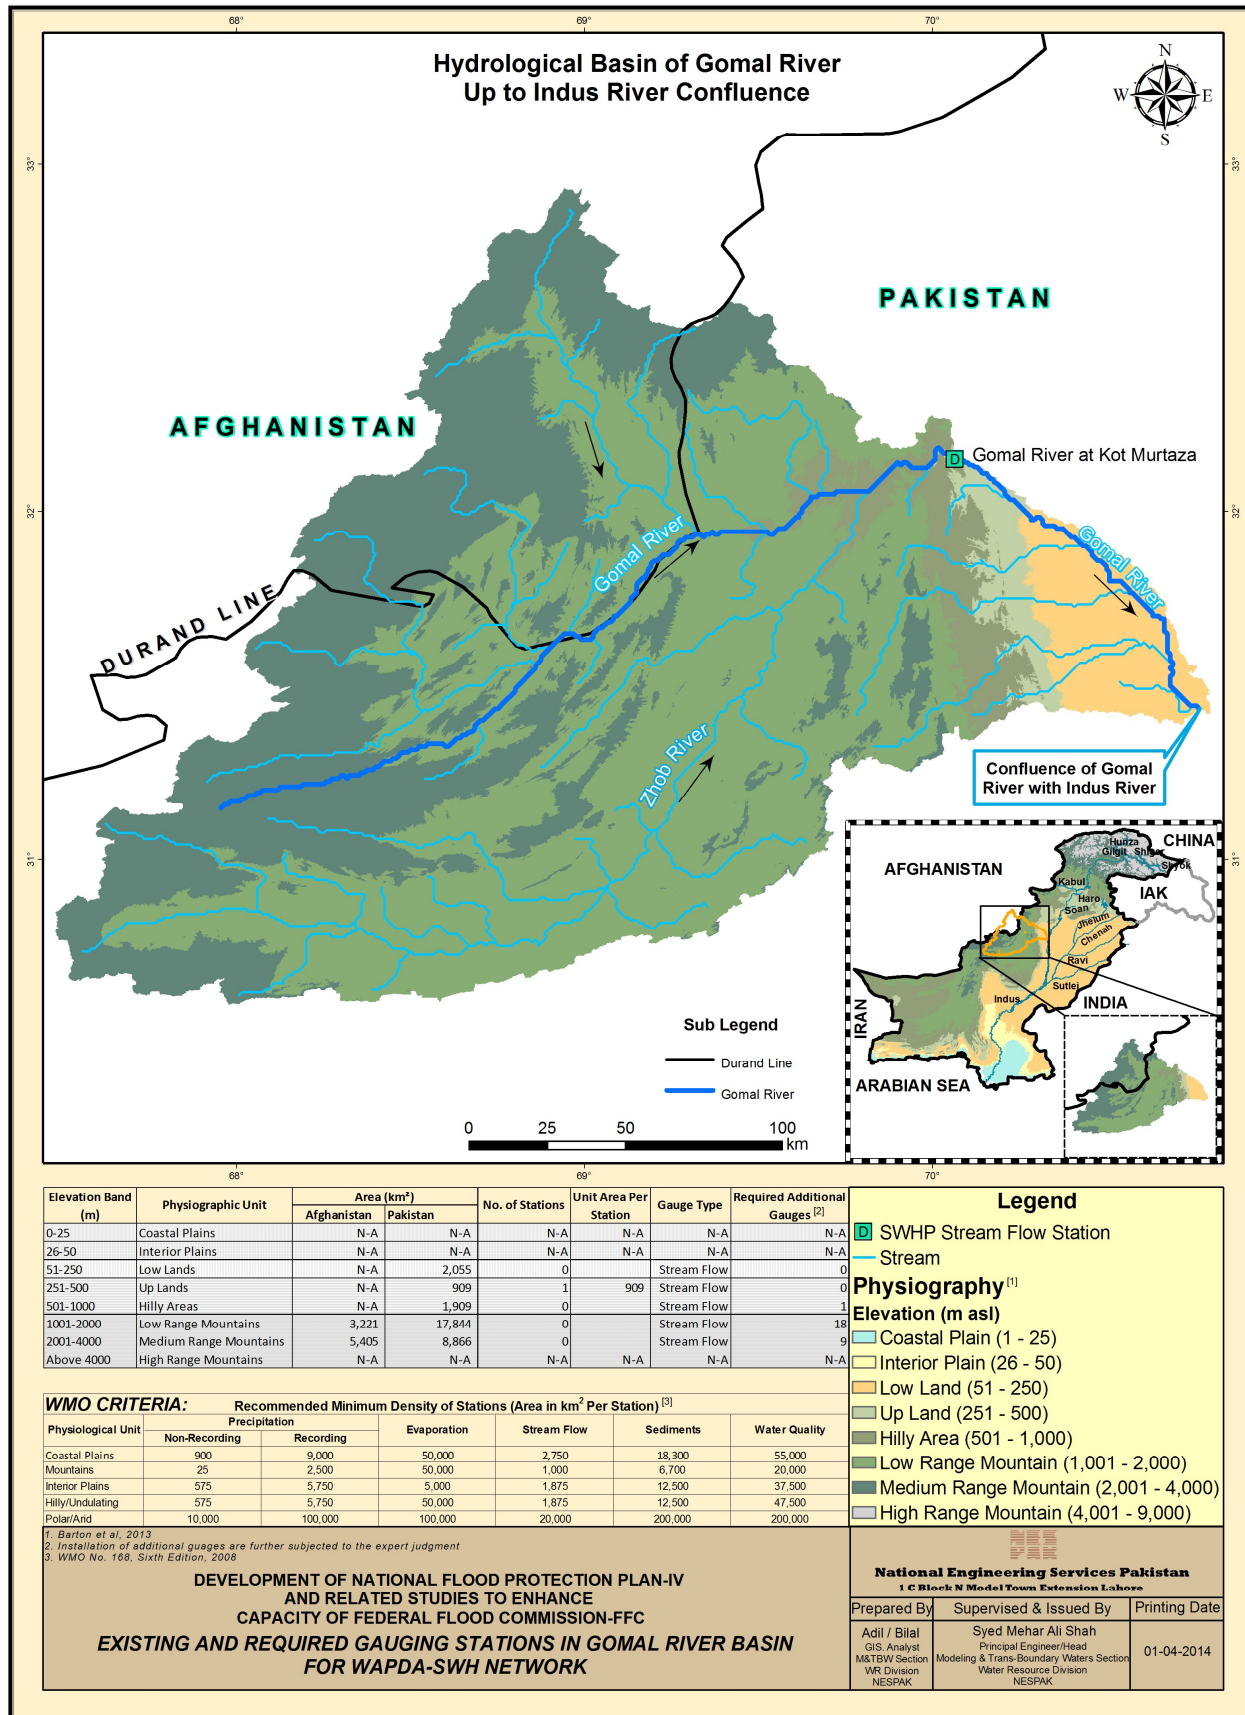 68°
69°
70°
Hydrological Basin of Gomal River
Up to Indus River Confluence
N
W
E
S
33°
33°
PAKISTAN
AFGHANISTAN
D
Gomal River at Kot Murtaza
32°
32°
Gomal River
Gomal River
DURAND LINE
Zhob River
Confluence of Gomal
River with Indus River
31°
31°
AFGHANISTAN
CHINA
Hunza
Gilgit
Shiger
Shyok
IAK
Kabul
Haro
Soan
Jhelum
Chenah
Ravi
Sutlej
Indus
INDIA
IRAN
ARABIAN SEA
Sub Legend
Durand Line
Gomal River
0 25 50 100
km
68°
69°
70°
Elevation Band (m) Physiographic Unit Area (km²) No. of Stations Unit Area Per Station Gauge Type Required Additional Gauges [2]
Afghanistan Pakistan
0-25 Coastal Plains N-A N-A N-A N-A N-A N-A
26-50 Interior Plains N-A N-A N-A N-A N-A N-A
51-250 Low Lands N-A 2,055 0 Stream Flow 0
251-500 Up Lands N-A 909 1 909 Stream Flow 0
501-1000 Hilly Areas N-A 1,909 0 Stream Flow 1
1001-2000 Low Range Mountains 3,221 17,844 0 Stream Flow 18
2001-4000 Medium Range Mountains 5,405 8,866 0 Stream Flow 9
Above 4000 High Range Mountains N-A N-A N-A N-A N-A N-A
WMO CRITERIA: Recommended Minimum Density of Stations (Area in km² Per Station) [3]
Physiological Unit Precipitation Evaporation Stream Flow Sediments Water Quality
Non-Recording Recording
Coastal Plains 900 9,000 50,000 2,750 18,300 55,000
Mountains 25 2,500 50,000 1,000 6,700 20,000
Interior Plains 575 5,750 5,000 1,875 12,500 37,500
Hilly/Undulating 575 5,750 50,000 1,875 12,500 47,500
Polar/Arid 10,000 100,000 100,000 20,000 200,000 200,000
Legend
D SWHP Stream Flow Station
Stream
Physiography [1]
Elevation (m asl)
Coastal Plain (1 - 25)
Interior Plain (26 - 50)
Low Land (51 - 250)
Up Land (251 - 500)
Hilly Area (501 - 1,000)
Low Range Mountain (1,001 - 2,000)
Medium Range Mountain (2,001 - 4,000)
High Range Mountain (4,001 - 9,000)
1. Barton et al, 2013
2. Installation of additional guages are further subjected to the expert judgment
3. WMO No. 168, Sixth Edition, 2008
DEVELOPMENT OF NATIONAL FLOOD PROTECTION PLAN-IV
AND RELATED STUDIES TO ENHANCE
CAPACITY OF FEDERAL FLOOD COMMISSION-FFC
EXISTING AND REQUIRED GAUGING STATIONS IN GOMAL RIVER BASIN
FOR WAPDA-SWH NETWORK
National Engineering Services Pakistan
1 C Block N Model Town Extension Lahore
Prepared By Supervised & Issued By Printing Date
Adil / Bilal
GIS. Analyst
M&TBW Section
WR Division
NESPAK
Syed Mehar Ali Shah
Principal Engineer/Head
Modeling & Trans-Boundary Waters Section
Water Resource Division
NESPAK
01-04-2014